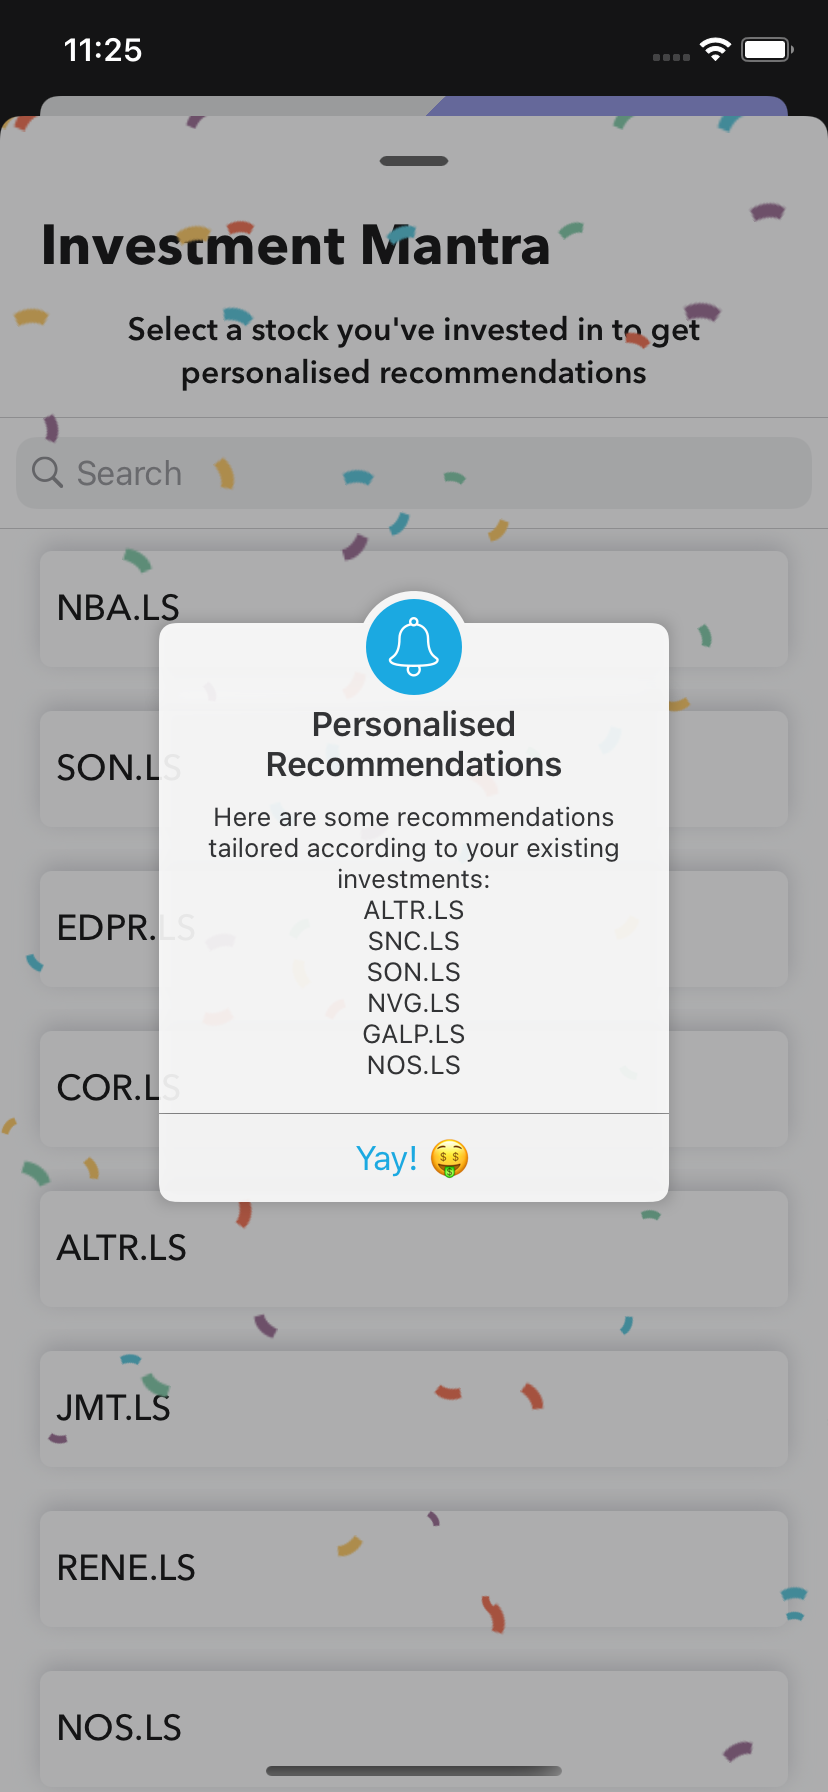 11:25
Investment Mantra
Select a stock you've invested in to get
personalised recommendations
Search
NBA.LS
SON.LS
EDPR.LS
COR.LS
Personalised
Recommendations
Here are some recommendations
tailored according to your existing
investments:
ALTR.LS
SNC.LS
SON.LS
NVG.LS
GALP.LS
NOS.LS
Yay! 🤑
ALTR.LS
JMT.LS
RENE.LS
NOS.LS